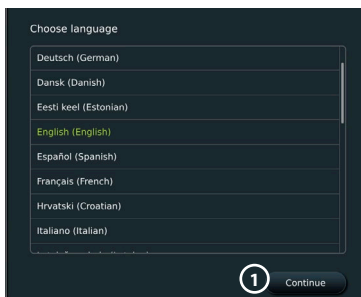 Choose language
Deutsch (German)
Dansk (Danish)
Eesti keel (Estonian)
English (English)
Español (Spanish)
Français (French)
Hrvatski (Croatian)
Italiano (Italian)
1 Continue